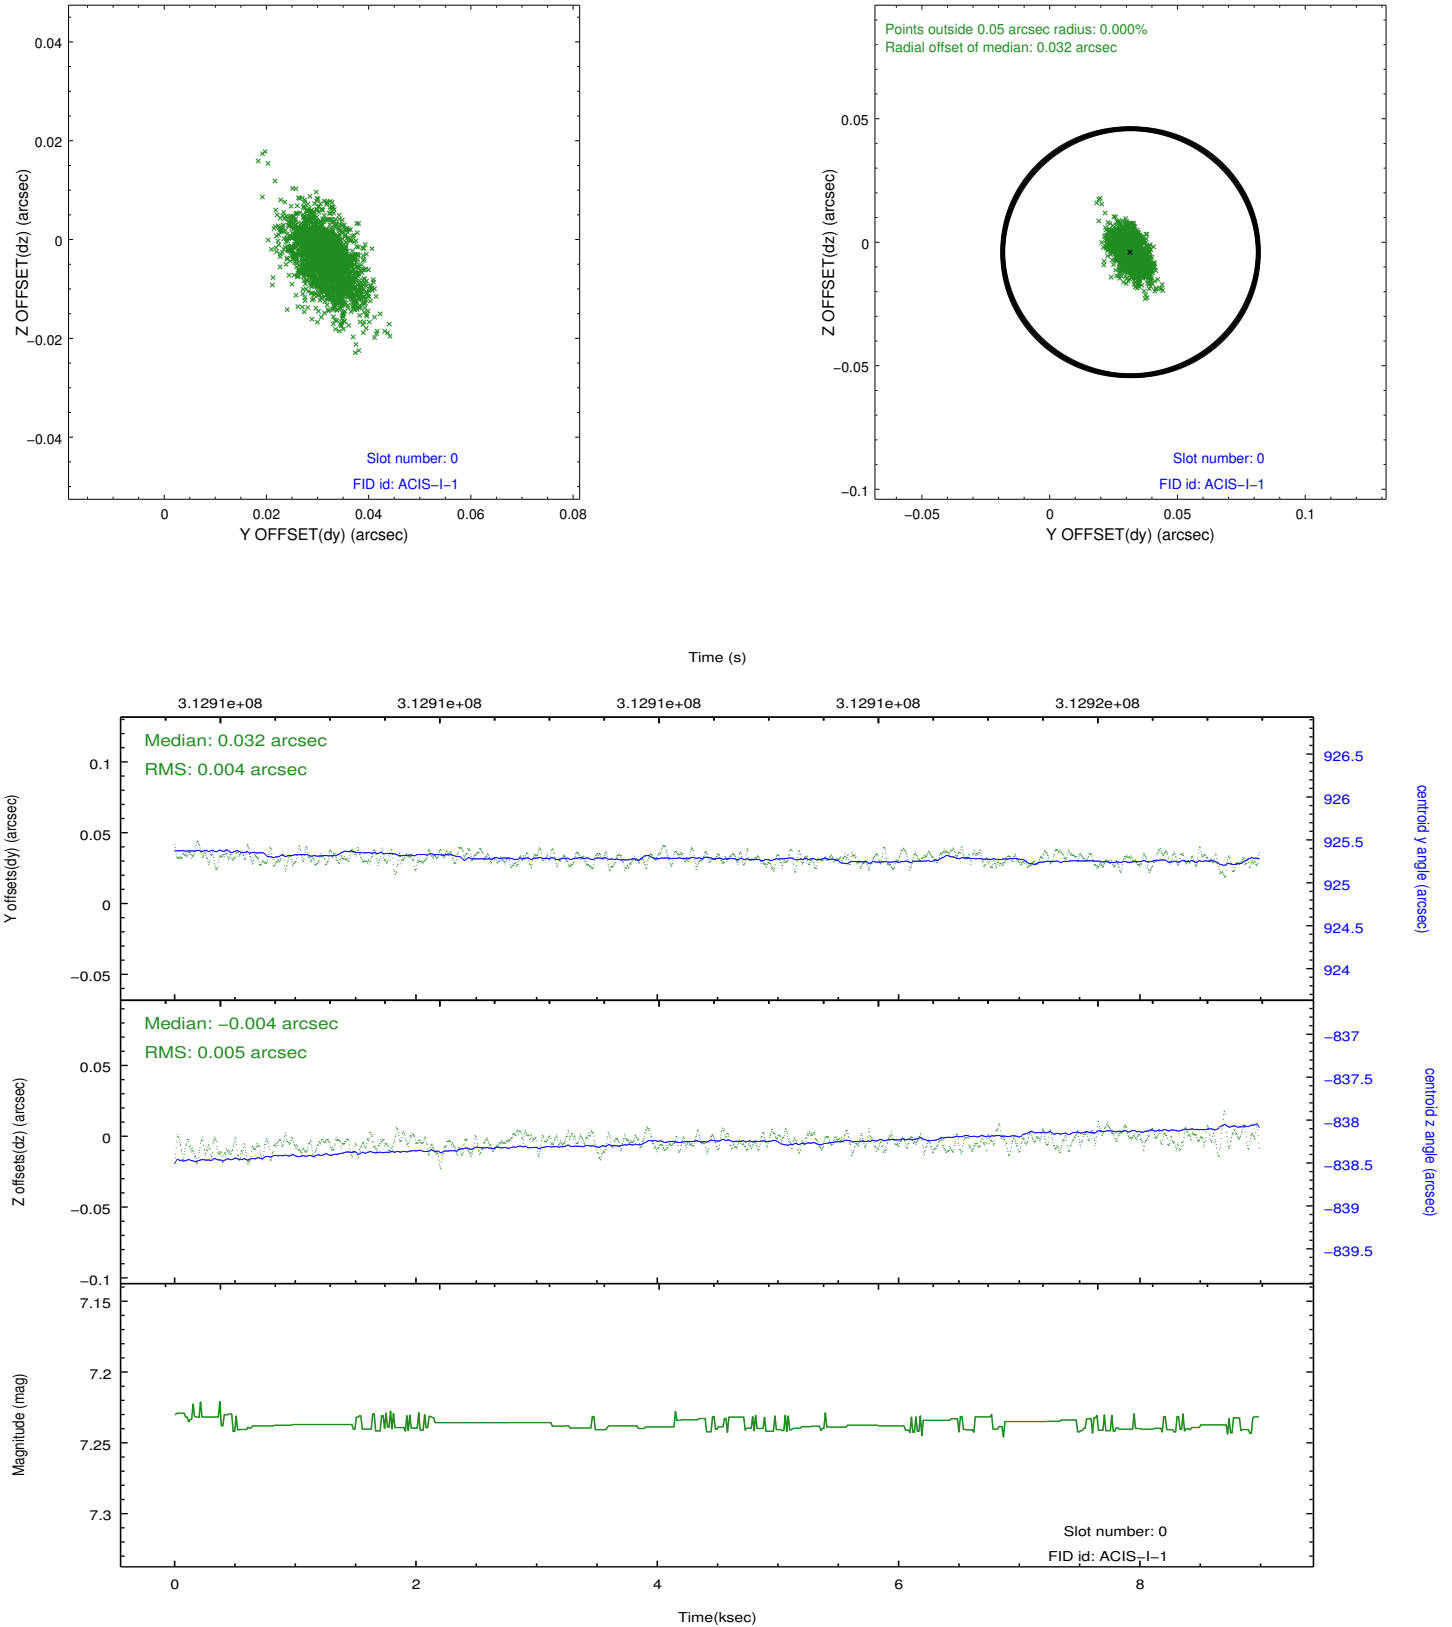 0.04
0.02
0
−0.02
−0.04
Z OFFSET(dz) (arcsec)
Slot number: 0
FID id: ACIS−I−1
0
0.02
0.04
0.06
0.08
Y OFFSET(dy) (arcsec)
Points outside 0.05 arcsec radius: 0.000%
Radial offset of median: 0.032 arcsec
0.05
0
−0.05
−0.1
Z OFFSET(dz) (arcsec)
Slot number: 0
FID id: ACIS−I−1
−0.05
0
0.05
0.1
Y OFFSET(dy) (arcsec)
Time (s)
3.1291e+08
3.1291e+08
3.1291e+08
3.1291e+08
3.1292e+08
Median: 0.032 arcsec
RMS: 0.004 arcsec
0.1
0.05
0
−0.05
Y offsets(dy) (arcsec)
926.5
926
925.5
925
924.5
924
centroid y angle (arcsec)
Median: −0.004 arcsec
RMS: 0.005 arcsec
0.05
0
−0.05
−0.1
Z offsets(dz) (arcsec)
−837
−837.5
−838
−838.5
−839
−839.5
centroid z angle (arcsec)
7.15
7.2
7.25
7.3
Magnitude (mag)
Slot number: 0
FID id: ACIS−I−1
0
2
4
6
8
Time(ksec)